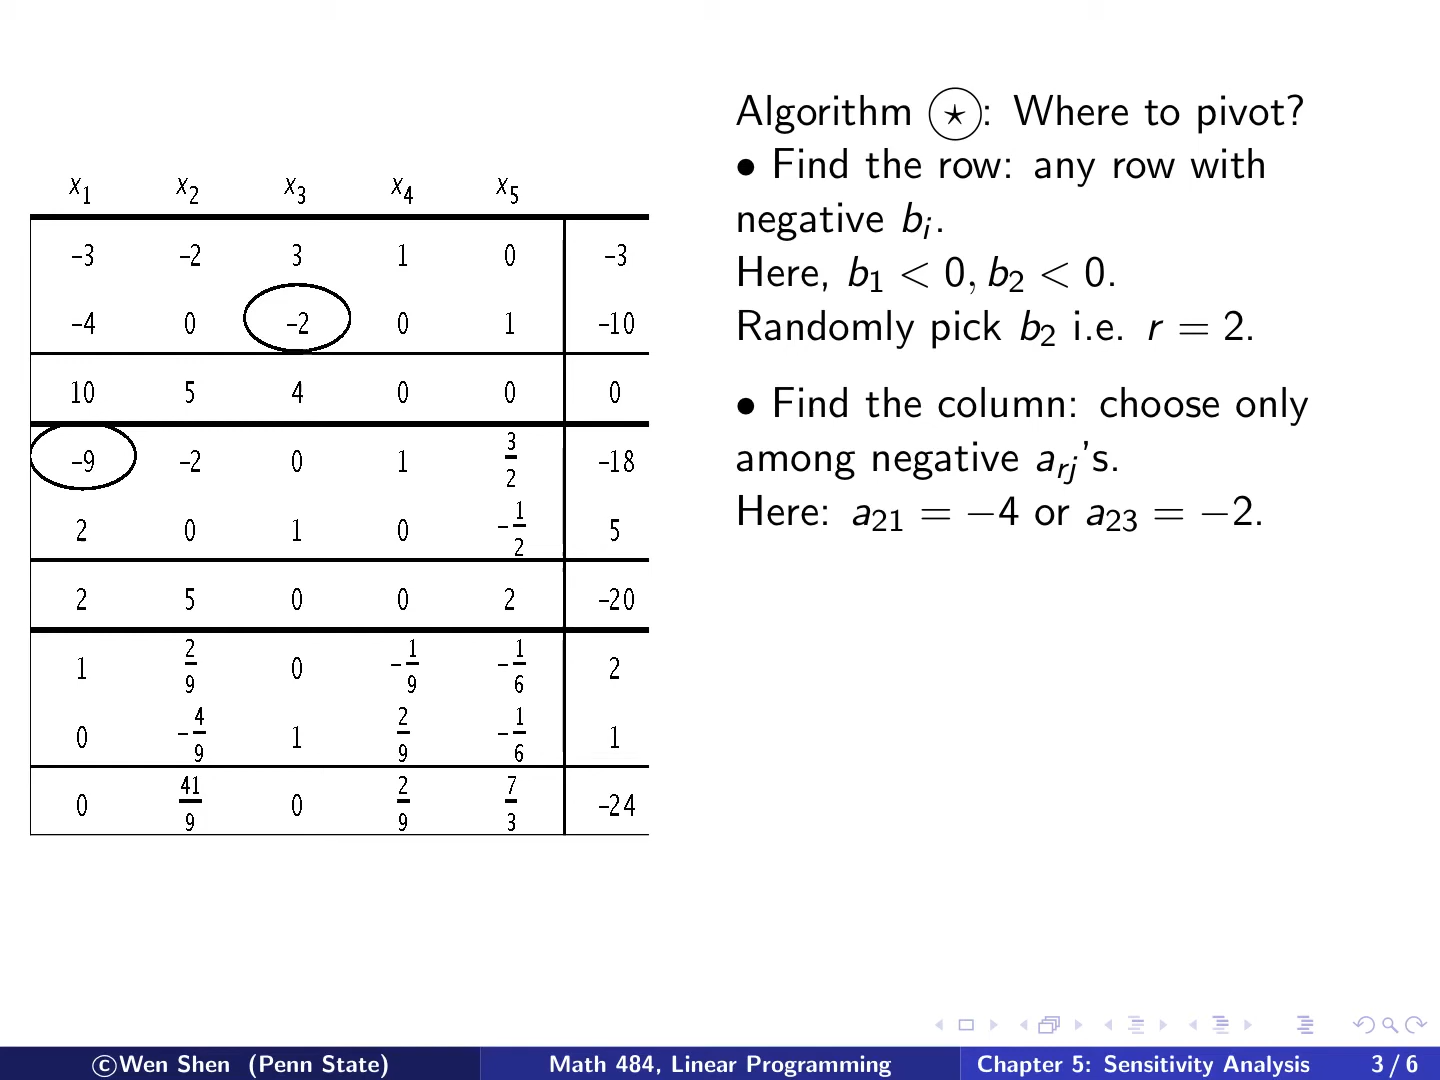 x1 x2 x3 x4 x5
–3 –2 3 1 0 –3
–4 0 –2 0 1 –10
10 5 4 0 0 0
–9 –2 0 1 3/2 –18
2 0 1 0 –1/2 5
2 5 0 0 2 –20
1 2/9 0 –1/9 –1/6 2
0 –4/9 1 2/9 –1/6 1
0 41/9 0 2/9 7/3 –24
Algorithm ⋆: Where to pivot?
• Find the row: any row with
negative bi.
Here, b1 < 0, b2 < 0.
Randomly pick b2 i.e. r = 2.
• Find the column: choose only
among negative arj's.
Here: a21 = −4 or a23 = −2.
©Wen Shen (Penn State) Math 484, Linear Programming Chapter 5: Sensitivity Analysis 3 / 6